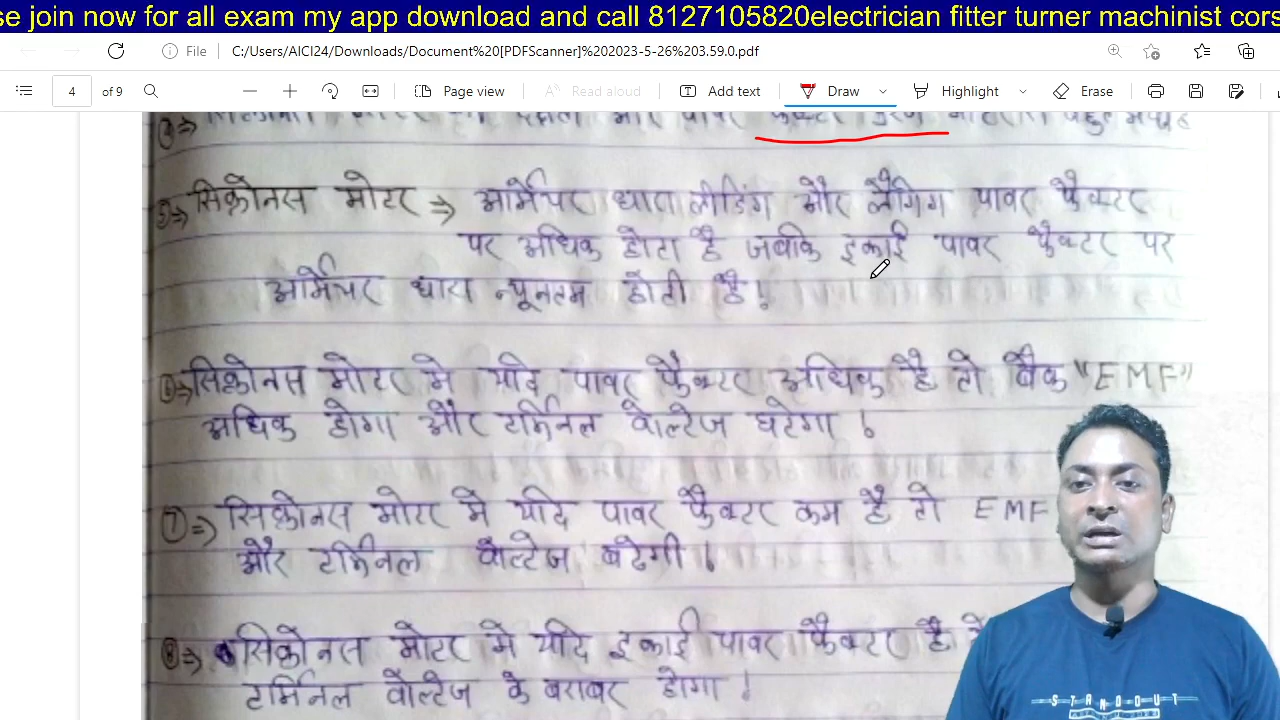 se join now for all exam my app download and call 8127105820electrician fitter turner machinist cors
File C:/Users/AICI24/Downloads/Document%20[PDFScanner]%202023-5-26%203.59.0.pdf
4 of 9 Page view Read aloud Add text Draw Highlight Erase
पावर फैक्टर
⑤⇒ सिक्रोनस मोटर ⇒ आर्मेचर धारा लीडिंग और लैगिंग पावर फैक्टर
पर अधिक होटा है जबकि इकाई पावर फैक्टर पर
आर्मेचर धारा न्यूनतम होती है!
⑥⇒ सिक्रोनस मोटर मे यदि पावर फैक्टर अधिक है तो बैक "EMF"
अधिक होगा और टर्मिनल वोल्टेज घटेगा !
⑦⇒ सिक्रोनस मोटर मे यदि पावर फैक्टर कम है तो EMF
और टर्मिनल वोल्टेज बढेगी !
⑧⇒ सिक्रोनस मोटर मे यदि इकाई पावर फैक्टर है
टर्मिनल वोल्टेज के बराबर होगा !
STANDOUT